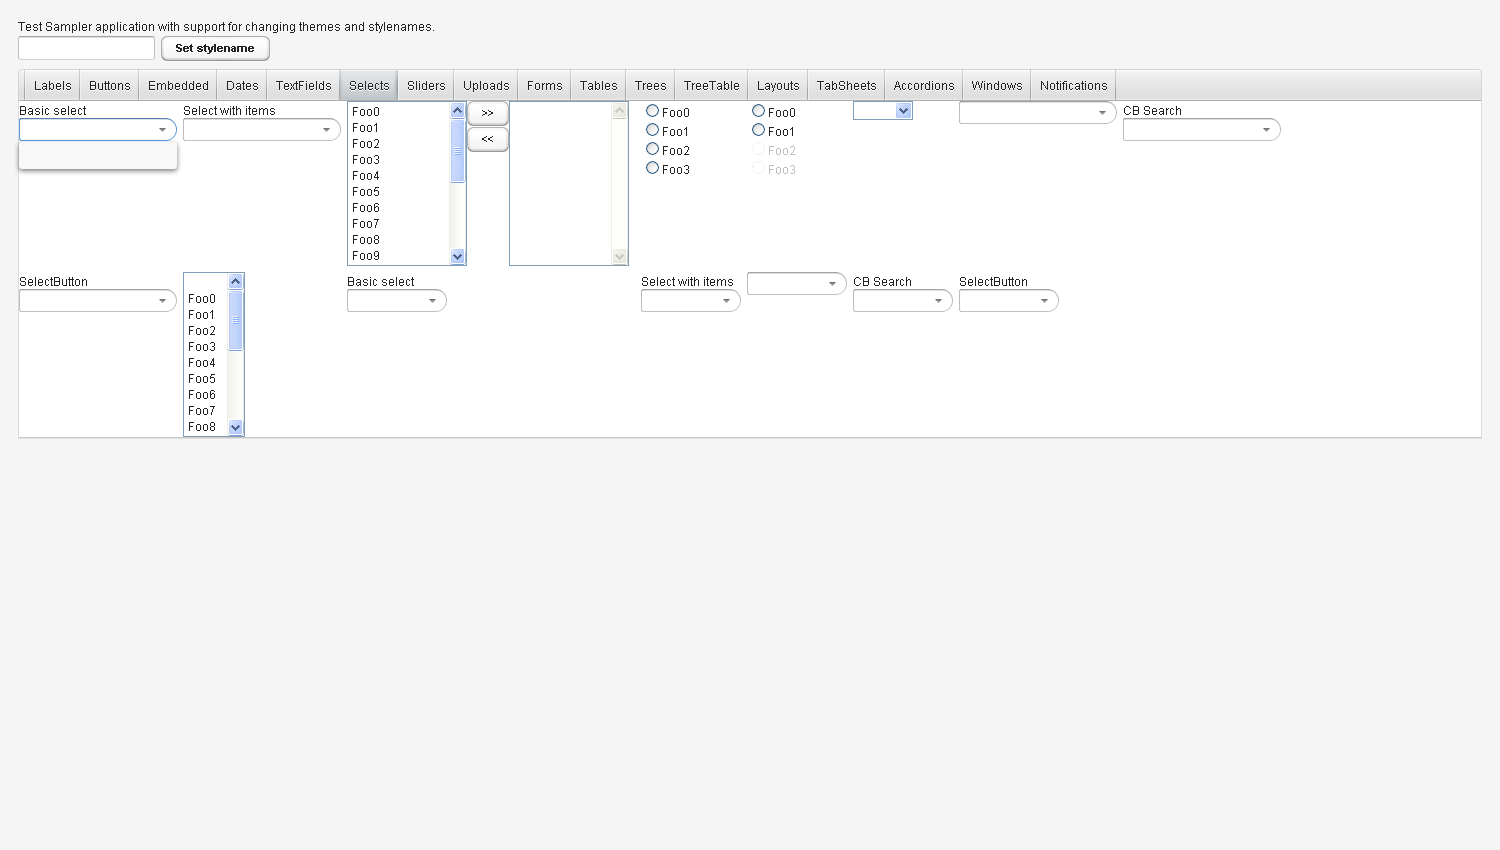 Test Sampler application with support for changing themes and stylenames.
Set stylename
Labels Buttons Embedded Dates TextFields Selects Sliders Uploads Forms Tables Trees TreeTable Layouts TabSheets Accordions Windows Notifications
Basic select
Select with items
Foo0
Foo1
Foo2
Foo3
Foo4
Foo5
Foo6
Foo7
Foo8
Foo9
>>
<<
Foo0
Foo1
Foo2
Foo3
Foo0
Foo1
Foo2
Foo3
CB Search
SelectButton
Foo0
Foo1
Foo2
Foo3
Foo4
Foo5
Foo6
Foo7
Foo8
Basic select
Select with items
CB Search
SelectButton